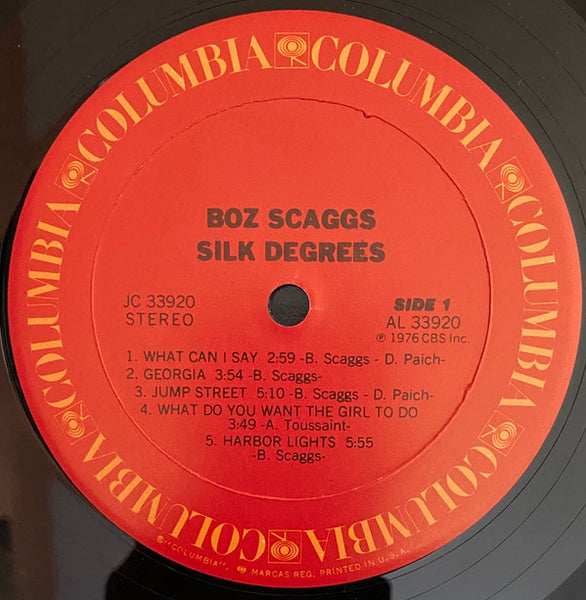 COLUMBIA COLUMBIA COLUMBIA COLUMBIA COLUMBIA COLUMBIA COLUMBIA COLUMBIA
BOZ SCAGGS
SILK DEGREES
JC 33920
STEREO
SIDE 1
AL 33920
℗ 1976 CBS Inc.
1. WHAT CAN I SAY 2:59 -B. Scaggs - D. Paich-
2. GEORGIA 3:54 -B. Scaggs-
3. JUMP STREET 5:10 -B. Scaggs - D. Paich-
4. WHAT DO YOU WANT THE GIRL TO DO
3:49 -A. Toussaint-
5. HARBOR LIGHTS 5:55
-B. Scaggs-
®"COLUMBIA", MARCAS REG. PRINTED IN U.S.A.